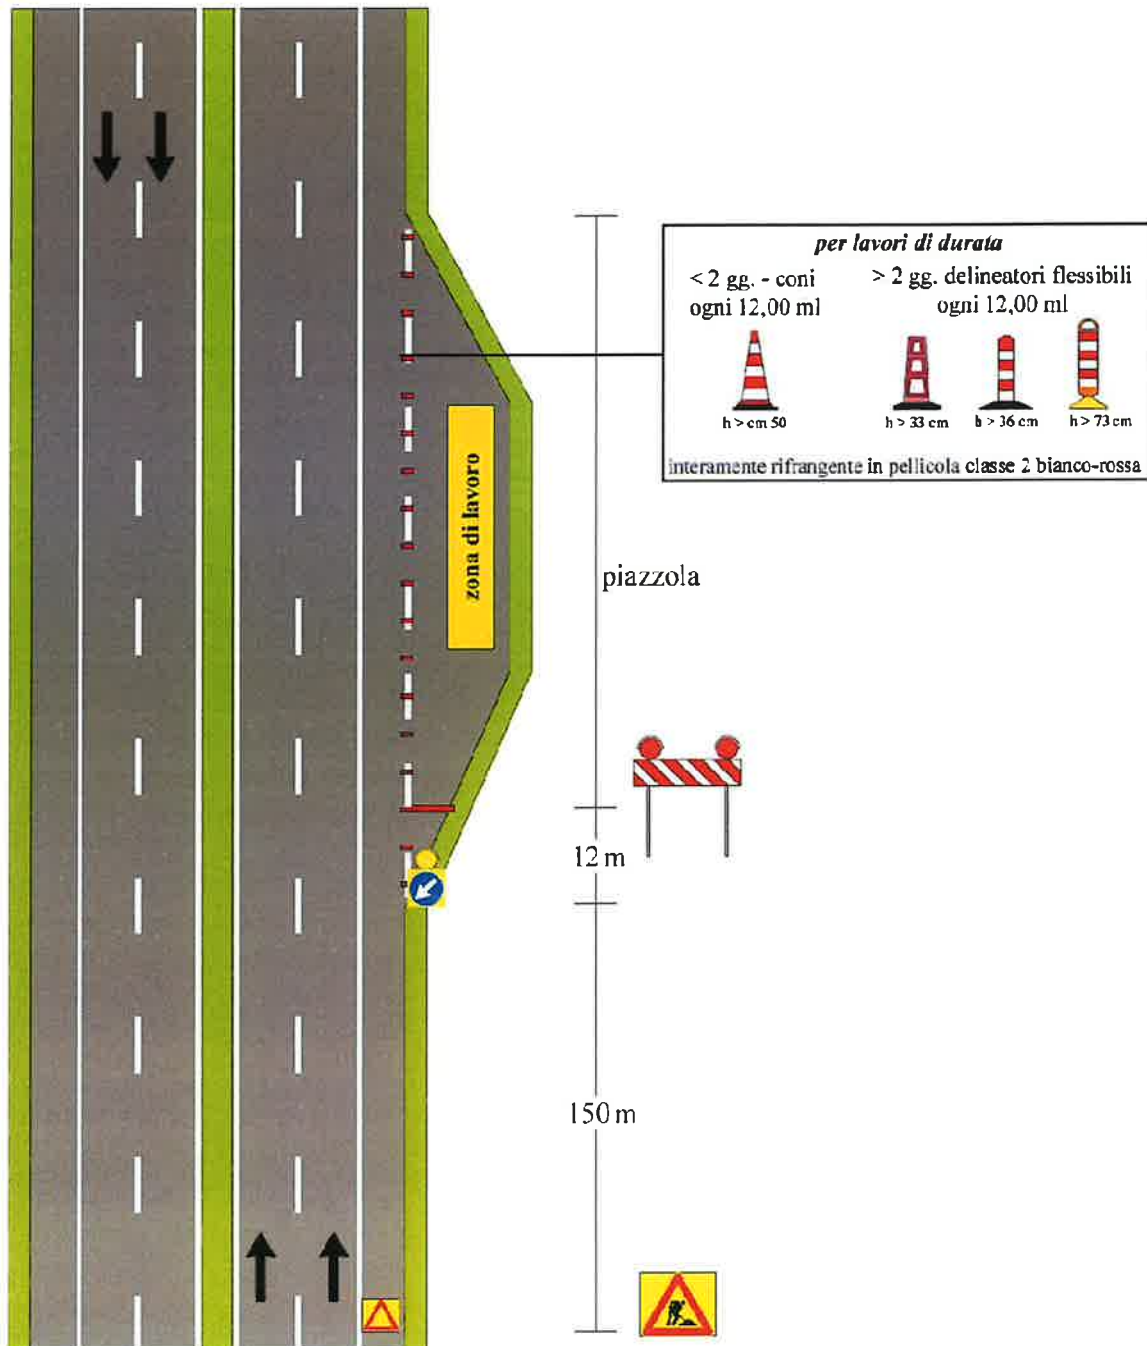 per lavori di durata
< 2 gg. - coni
ogni 12,00 ml
> 2 gg. delineatori flessibili
ogni 12,00 ml
h > cm 50
h > 33 cm
h > 36 cm
h > 73 cm
interamente rifrangente in pellicola classe 2 bianco-rossa
zona di lavoro
piazzola
12 m
150 m